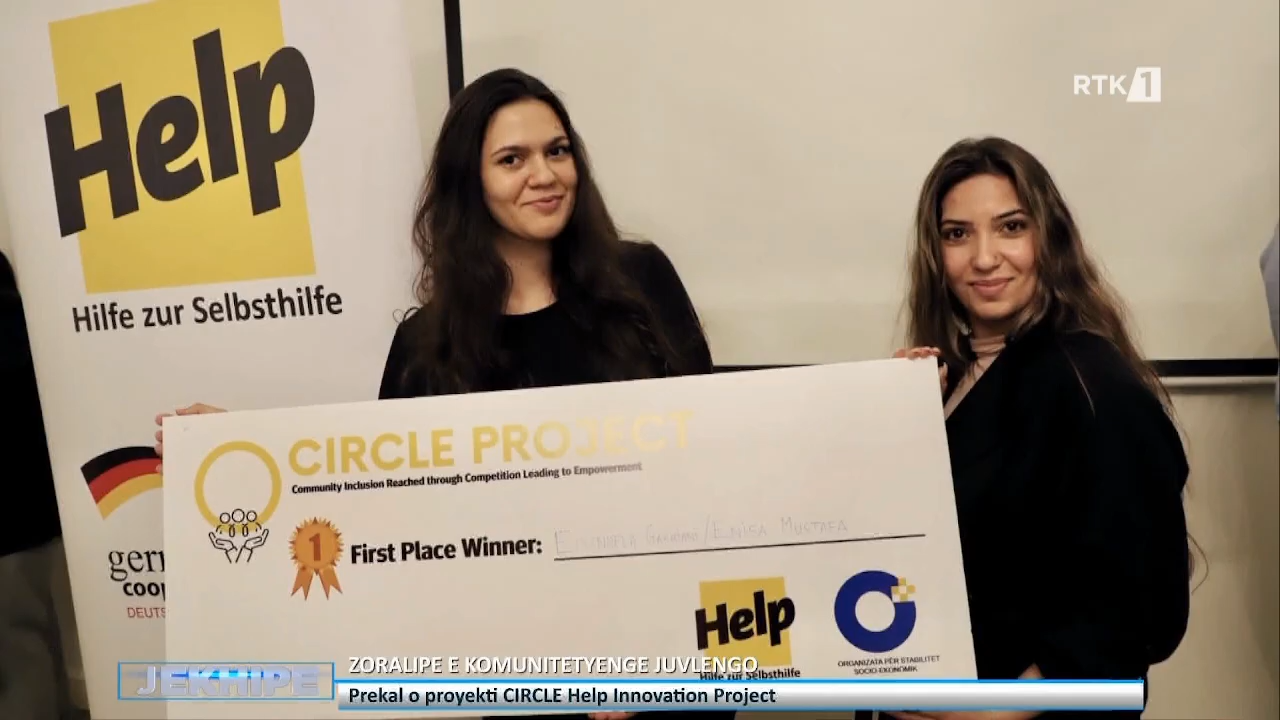 Help
Hilfe zur Selbsthilfe
RTK 1
CIRCLE PROJECT
Community Inclusion Reached through Competition Leading to Empowerment
1
First Place Winner: / Enisa Mustafa
Help
Hilfe zur Selbsthilfe
ORGANIZATA PËR STABILITET
SOCIO-EKONOMIK
DEUTS
JEKHIPE
ZORALIPE E KOMUNITETYENGE JUVLENGO
Prekal o proyekti CIRCLE Help Innovation Project